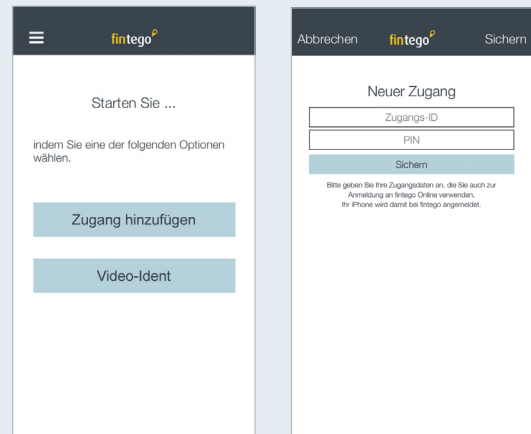 fintego
Starten Sie ...
indem Sie eine der folgenden Optionen
wählen.
Zugang hinzufügen
Video-Ident
Abbrechen fintego Sichern
Neuer Zugang
Zugangs-ID
PIN
Sichern
Bitte geben Sie Ihre Zugangsdaten an, die Sie auch zur
Anmeldung an fintego Online verwenden.
Ihr iPhone wird damit bei fintego angemeldet.